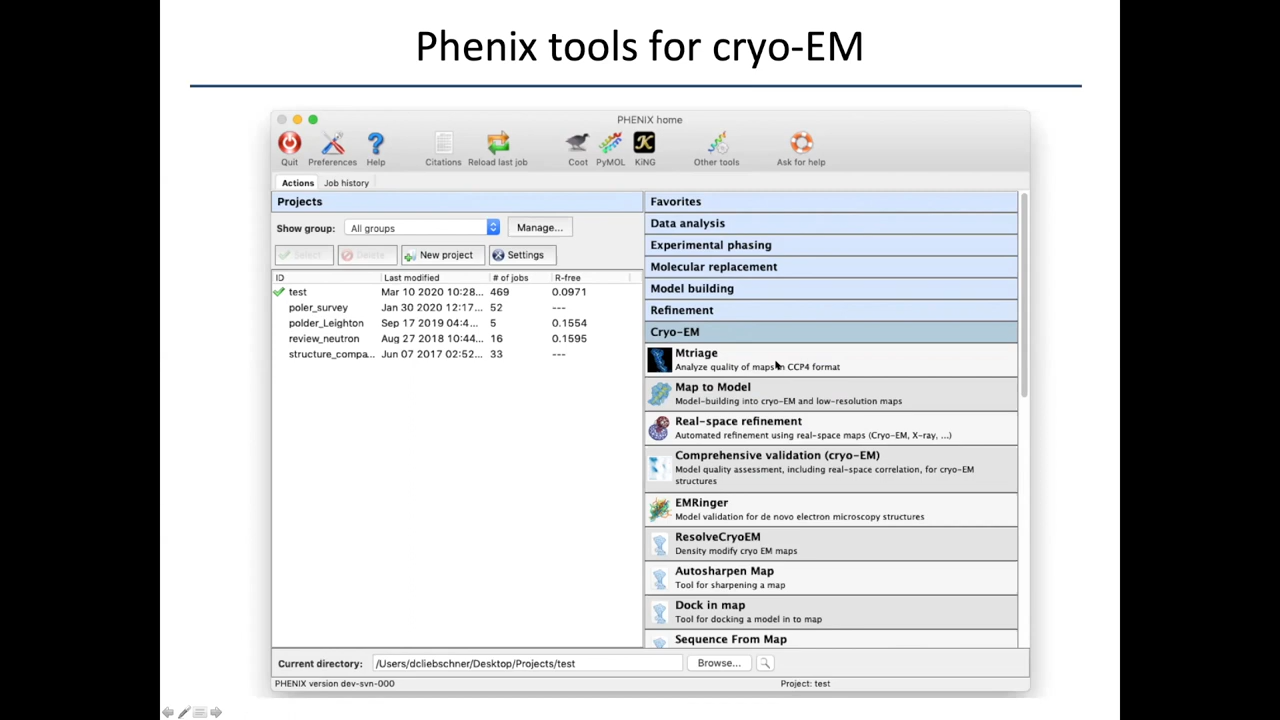 Phenix tools for cryo-EM
PHENIX home
Quit Preferences Help Citations Reload last job Coot PyMOL KiNG Other tools Ask for help
Actions Job history
Projects
Show group: All groups Manage...
Select Delete New project Settings
ID Last modified # of jobs R-free
test Mar 10 2020 10:28... 469 0.0971
poler_survey Jan 30 2020 12:17... 52 ---
polder_Leighton Sep 17 2019 04:4... 5 0.1554
review_neutron Aug 27 2018 10:44... 16 0.1595
structure_compa... Jun 07 2017 02:52... 33 ---
Favorites
Data analysis
Experimental phasing
Molecular replacement
Model building
Refinement
Cryo-EM
Mtriage
Analyze quality of maps in CCP4 format
Map to Model
Model-building into cryo-EM and low-resolution maps
Real-space refinement
Automated refinement using real-space maps (Cryo-EM, X-ray, ...)
Comprehensive validation (cryo-EM)
Model quality assessment, including real-space correlation, for cryo-EM
structures
EMRinger
Model validation for de novo electron microscopy structures
ResolveCryoEM
Density modify cryo EM maps
Autosharpen Map
Tool for sharpening a map
Dock in map
Tool for docking a model in to map
Sequence From Map
Current directory: /Users/dcliebschner/Desktop/Projects/test Browse...
PHENIX version dev-svn-000 Project: test